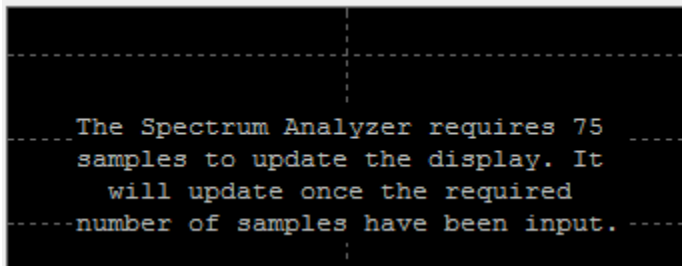 The Spectrum Analyzer requires 75
samples to update the display. It
will update once the required
number of samples have been input.